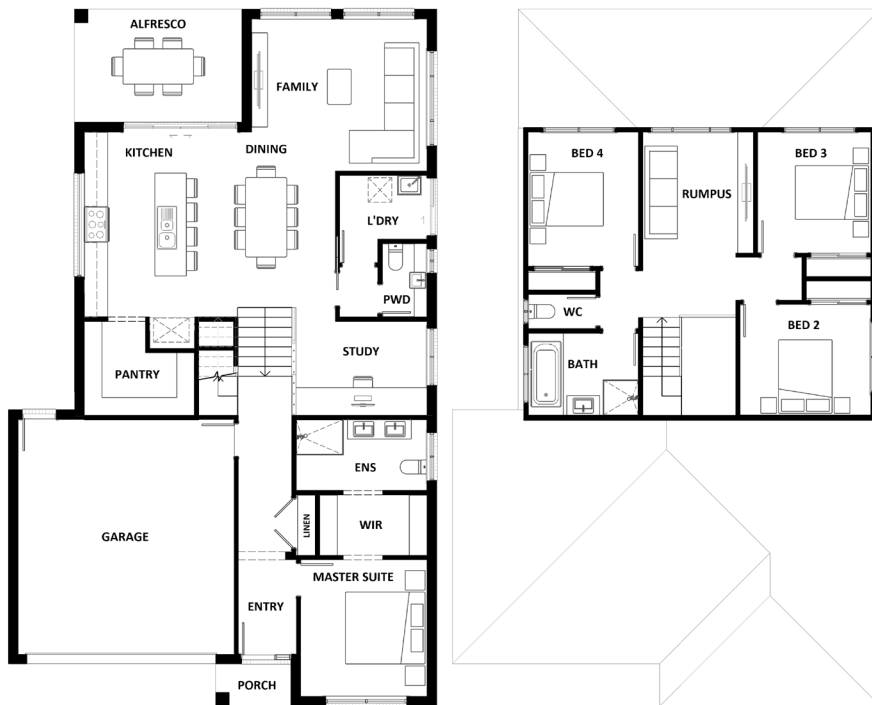 ALFRESCO
FAMILY
KITCHEN
DINING
L'DRY
PWD
STUDY
PANTRY
ENS
LINEN
WIR
GARAGE
MASTER SUITE
ENTRY
PORCH
BED 4
RUMPUS
BED 3
WC
BATH
BED 2